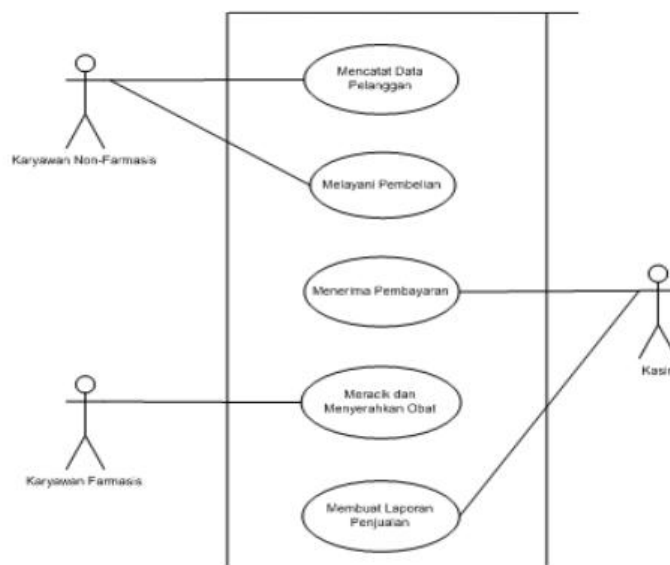 Mencatat Data
Pelanggan
Karyawan Non-Farmasis
Melayani Pembelian
Menerima Pembayaran
Kasir
Meracik dan
Menyerahkan Obat
Karyawan Farmasis
Membuat Laporan
Penjualan